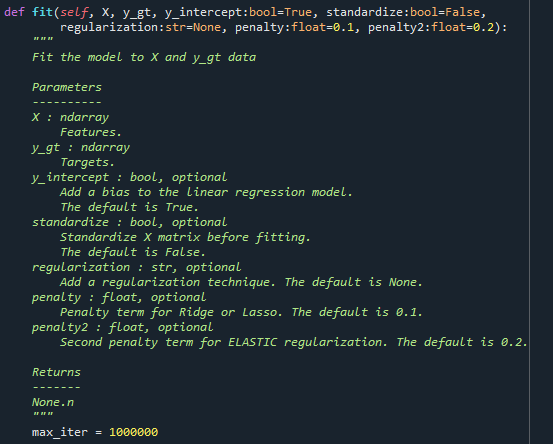 def fit(self, X, y_gt, y_intercept:bool=True, standardize:bool=False,
regularization:str=None, penalty:float=0.1, penalty2:float=0.2):
"""
Fit the model to X and y_gt data
Parameters
----------
X : ndarray
Features.
y_gt : ndarray
Targets.
y_intercept : bool, optional
Add a bias to the linear regression model.
The default is True.
standardize : bool, optional
Standardize X matrix before fitting.
The default is False.
regularization : str, optional
Add a regularization technique. The default is None.
penalty : float, optional
Penalty term for Ridge or Lasso. The default is 0.1.
penalty2 : float, optional
Second penalty term for ELASTIC regularization. The default is 0.2.
Returns
-------
None.n
"""
max_iter = 1000000